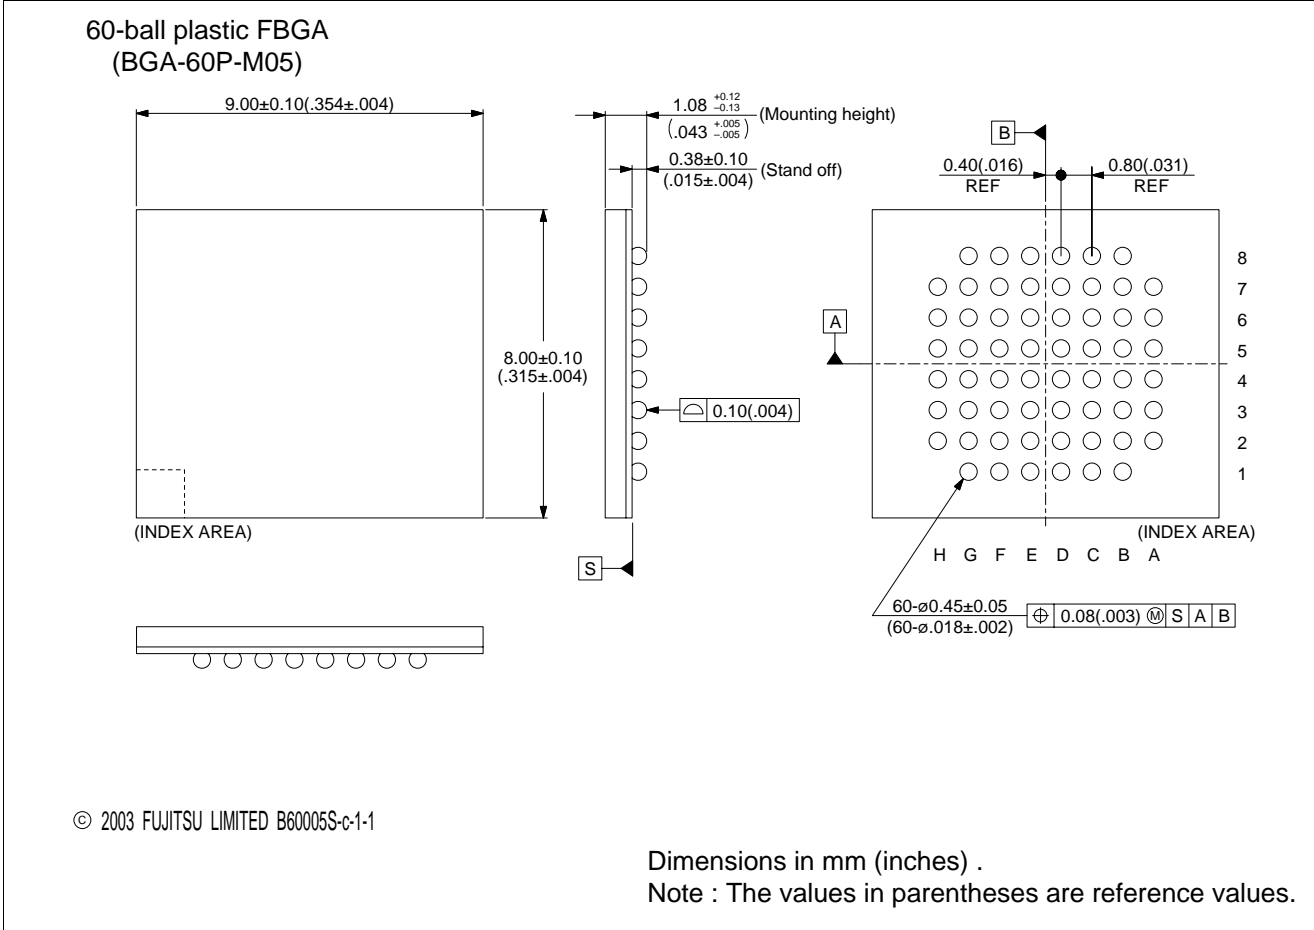 60-ball plastic FBGA
(BGA-60P-M05)
9.00±0.10(.354±.004)
1.08 +0.12 –0.13 (Mounting height)
(.043 +.005 –.005)
0.38±0.10 (Stand off)
(.015±.004)
B
0.40(.016)
REF
0.80(.031)
REF
8
7
6
5
4
3
2
1
A
8.00±0.10
(.315±.004)
0.10(.004)
(INDEX AREA)
(INDEX AREA)
H G F E D C B A
S
60-ø0.45±0.05
(60-ø.018±.002)
⌖ 0.08(.003) Ⓜ S A B
© 2003 FUJITSU LIMITED B60005S-c-1-1
Dimensions in mm (inches) .
Note : The values in parentheses are reference values.